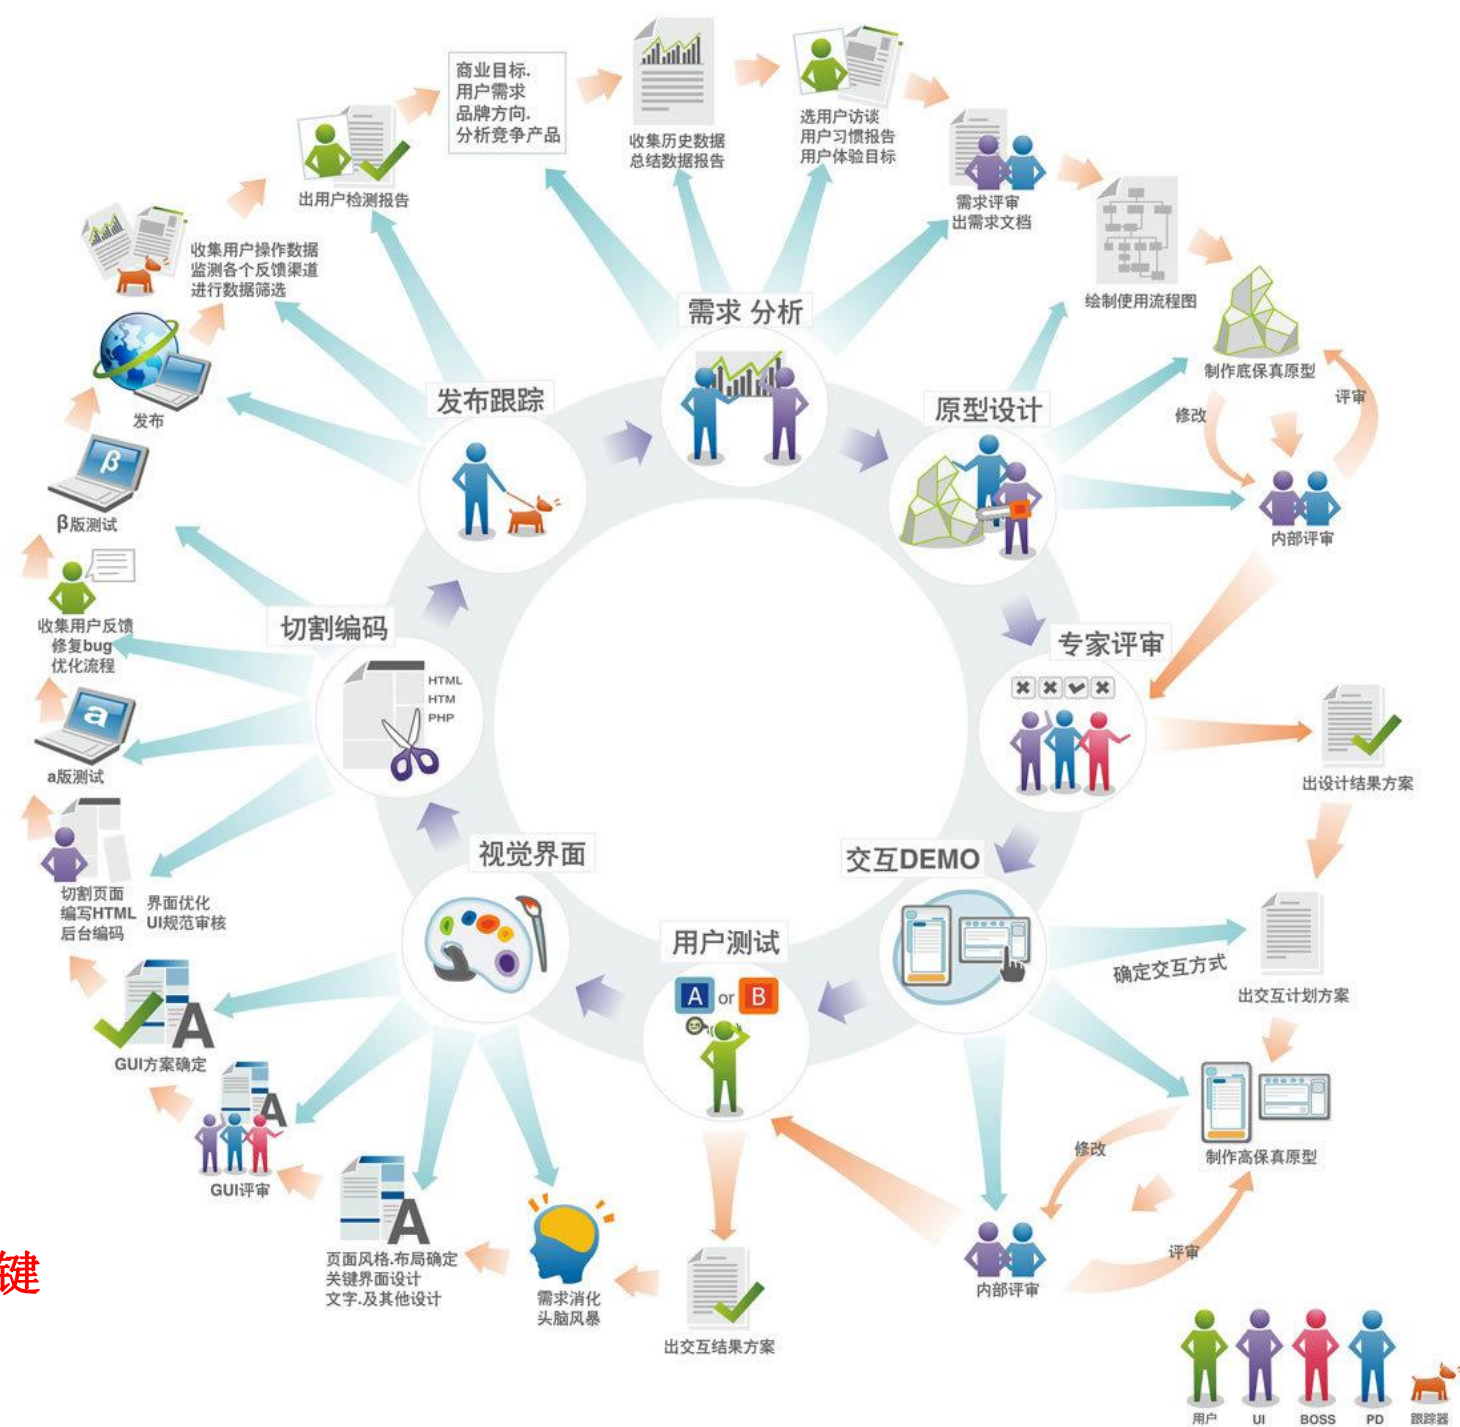 商业目标.
用户需求
品牌方向.
分析竞争产品
收集历史数据
总结数据报告
选用户访谈
用户习惯报告
用户体验目标
需求评审
出需求文档
绘制使用流程图
制作底保真原型
修改
评审
内部评审
出用户检测报告
收集用户操作数据
监测各个反馈渠道
进行数据筛选
发布
β
β版测试
收集用户反馈
修复bug
优化流程
a
a版测试
切割页面
编写HTML
后台编码
界面优化
UI规范审核
A
GUI方案确定
A
GUI评审
A
页面风格.布局确定
关键界面设计
文字.及其他设计
需求消化
头脑风暴
出交互结果方案
需求 分析
原型设计
专家评审
出设计结果方案
交互DEMO
确定交互方式
出交互计划方案
制作高保真原型
修改
评审
内部评审
用户测试
A or B
视觉界面
切割编码
HTML
HTM
PHP
发布跟踪
键
用户
UI
BOSS
PD
跟踪器